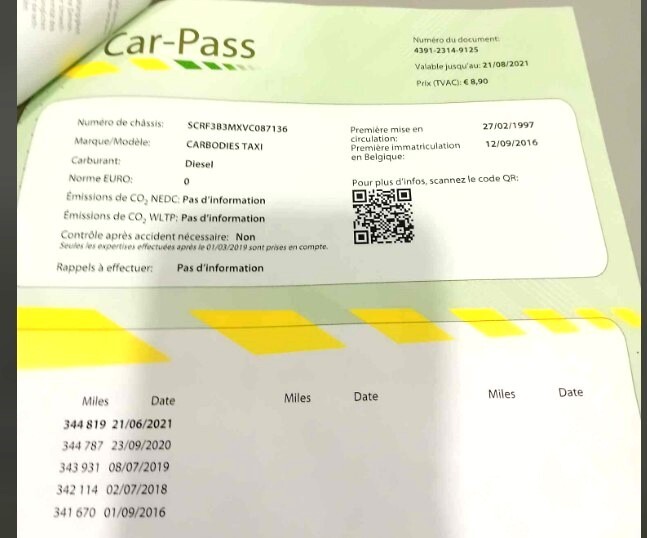 Car-Pass
Numéro du document:
4391-2314-9125
Valable jusqu'au: 21/08/2021
Prix (TVAC): € 8,90
Numéro de châssis: SCRF3B3MXVC087136
Marque/Modèle: CARBODIES TAXI
Carburant: Diesel
Norme EURO: 0
Émissions de CO₂ NEDC: Pas d'information
Émissions de CO₂ WLTP: Pas d'information
Contrôle après accident nécessaire: Non
Seules les expertises effectuées après le 01/03/2019 sont prises en compte.
Rappels à effectuer: Pas d'information
Première mise en 27/02/1997
circulation:
Première immatriculation 12/09/2016
en Belgique:
Pour plus d'infos, scannez le code QR:
Miles Date
344 819 21/06/2021
344 787 23/09/2020
343 931 08/07/2019
342 114 02/07/2018
341 670 01/09/2016
Miles Date
Miles Date